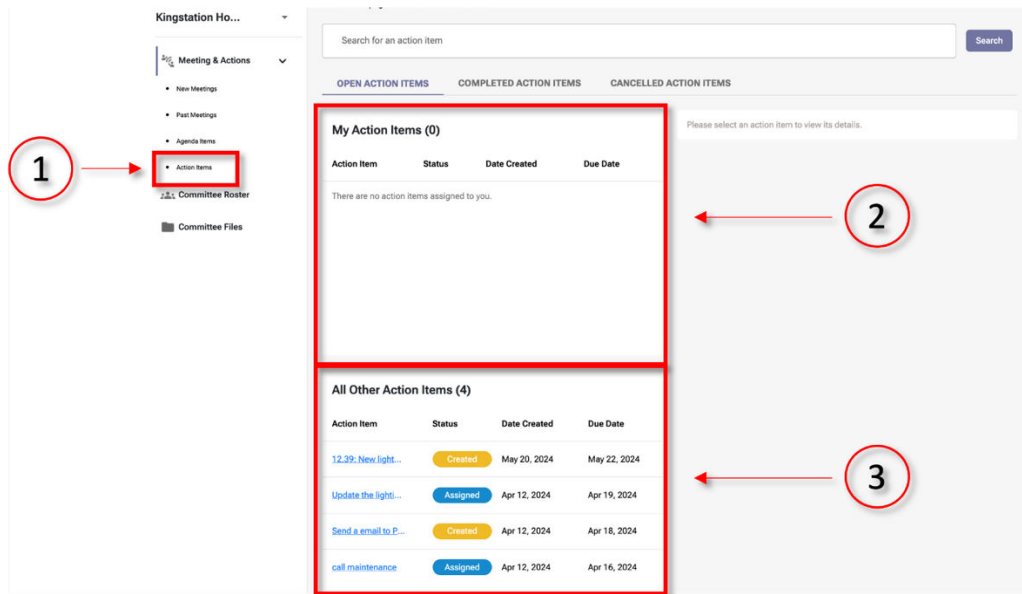 Kingstation Ho...
Search for an action item
Search
Meeting & Actions
New Meetings
Past Meetings
Agenda Items
Action Items
Committee Roster
Committee Files
1
OPEN ACTION ITEMS COMPLETED ACTION ITEMS CANCELLED ACTION ITEMS
My Action Items (0)
Action Item Status Date Created Due Date
There are no action items assigned to you.
Please select an action item to view its details.
2
All Other Action Items (4)
Action Item Status Date Created Due Date
12.39: New light... Created May 20, 2024 May 22, 2024
Update the lighti... Assigned Apr 12, 2024 Apr 19, 2024
Send a email to P... Created Apr 12, 2024 Apr 18, 2024
call maintenance Assigned Apr 12, 2024 Apr 16, 2024
3